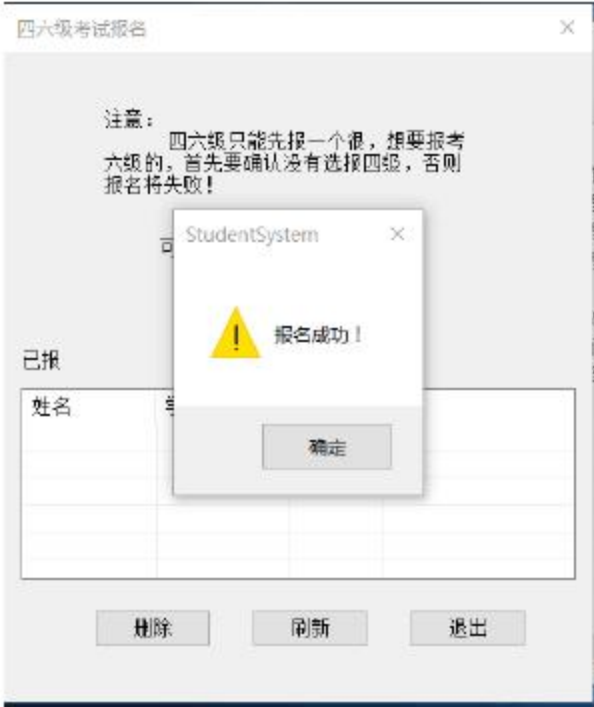 四六级考试报名
注意：
四六级只能先报一个很，想要报考
六级的，首先要确认没有选报四级，否则
报名将失败！
StudentSystem
报名成功！
已报
姓名
确定
删除
刷新
退出